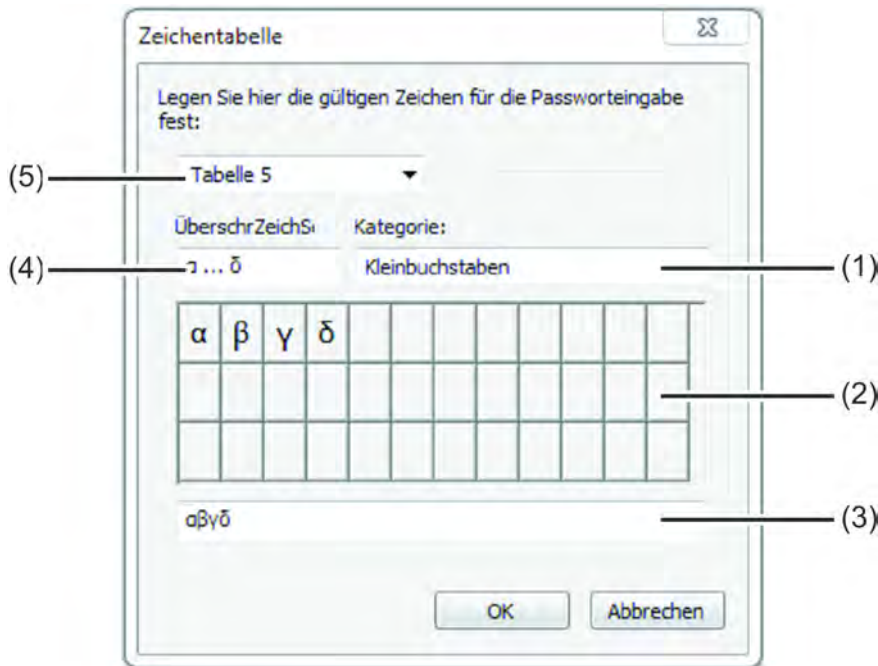 Zeichentabelle
Legen Sie hier die gültigen Zeichen für die Passworteingabe
fest:
(5)
Tabelle 5
ÜberschrZeichS Kategorie:
(4)
... δ
Kleinbuchstaben
(1)
α β γ δ
(2)
αβγδ
(3)
OK Abbrechen